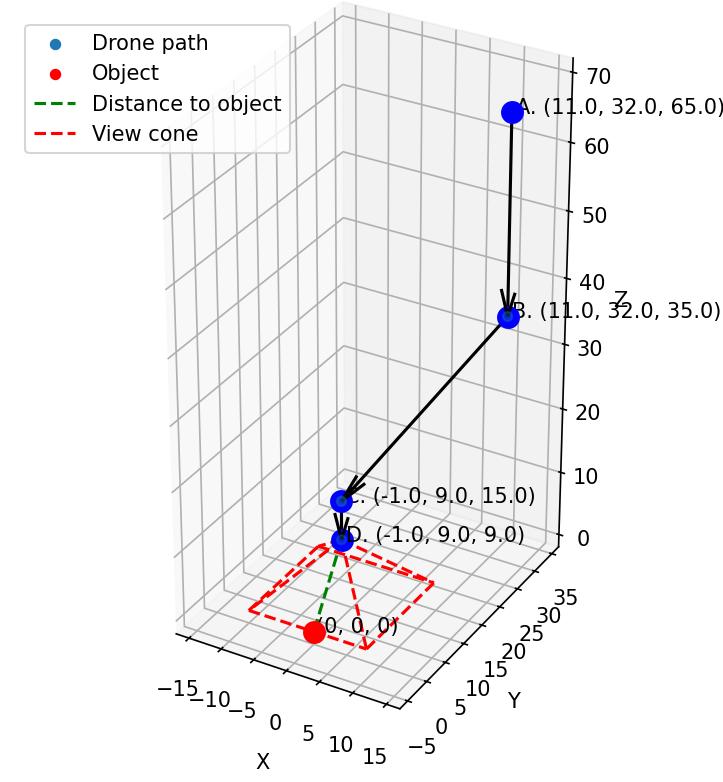 Drone path
Object
Distance to object
View cone
A. (11.0, 32.0, 65.0)
B. (11.0, 32.0, 35.0)
C. (-1.0, 9.0, 15.0)
D. (-1.0, 9.0, 9.0)
(0, 0, 0)
70
60
50
40
30
20
10
0
Z
35
30
25
20
15
10
5
0
−5
Y
−15
−10
−5
0
5
10
15
X